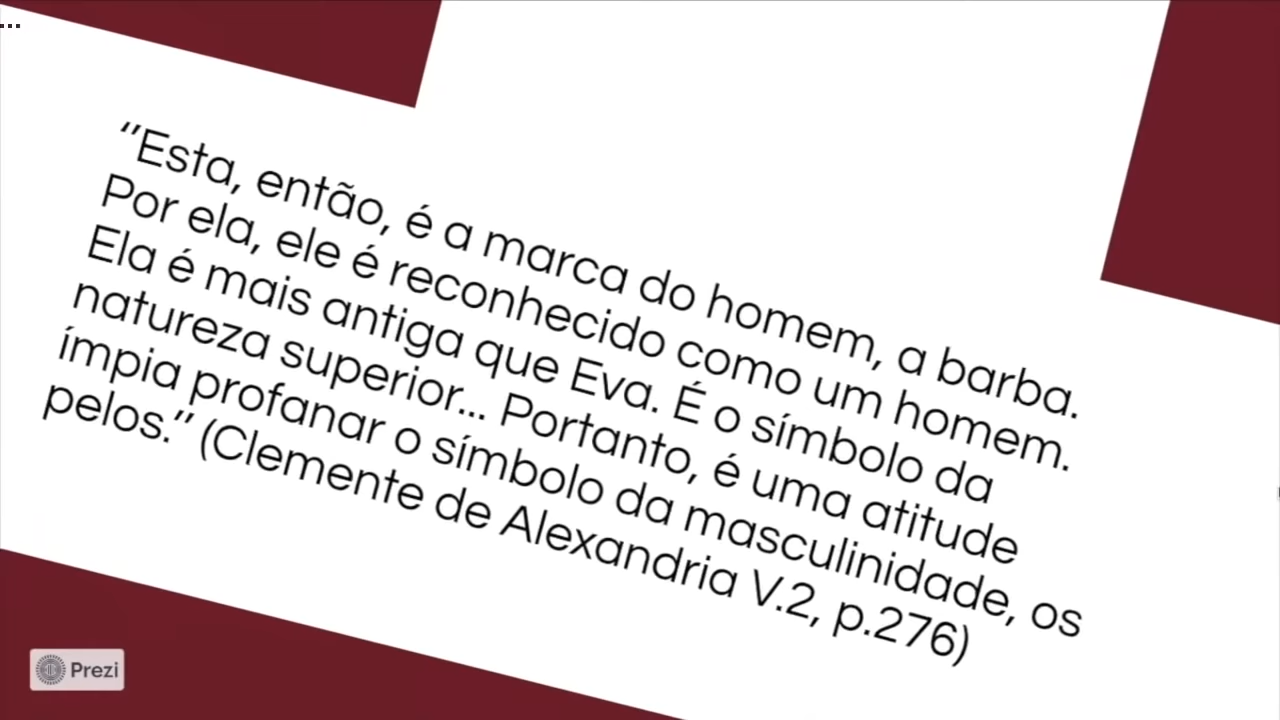 “Esta, então, é a marca do homem, a barba.
Por ela, ele é reconhecido como um homem.
Ela é mais antiga que Eva. É o símbolo da
natureza superior... Portanto, é uma atitude
ímpia profanar o símbolo da masculinidade, os
pelos.” (Clemente de Alexandria V.2, p.276)
Prezi